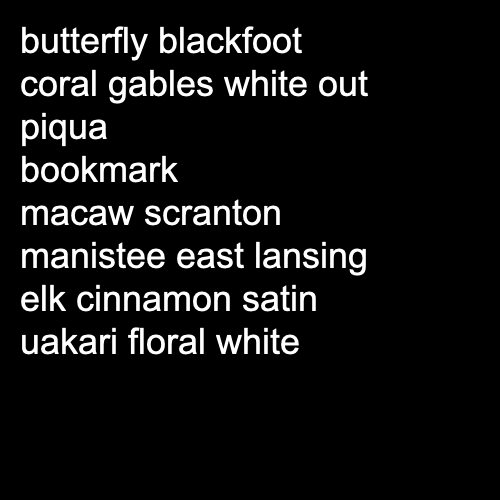 butterfly blackfoot
coral gables white out
piqua
bookmark
macaw scranton
manistee east lansing
elk cinnamon satin
uakari floral white